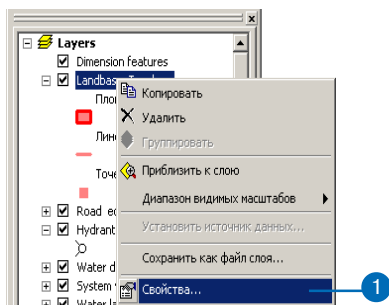 Layers
Dimension features
Landbase
Копировать
Удалить
Группировать
Приблизить к слою
Диапазон видимых масштабов
Road
Установить источник данных...
Hydrant
Water d
Сохранить как файл слоя...
System
Свойства...
1